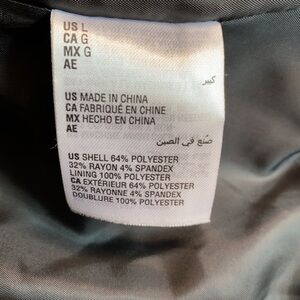 US L
CA G
MX G
AE
كبير
US MADE IN CHINA
CA FABRIQUÉ EN CHINE
MX HECHO EN CHINA
AE
صنع في الصين
US SHELL 64% POLYESTER
32% RAYON 4% SPANDEX
LINING 100% POLYESTER
CA EXTÉRIEUR 64% POLYESTER
32% RAYONNE 4% SPANDEX
DOUBLURE 100% POLYESTER